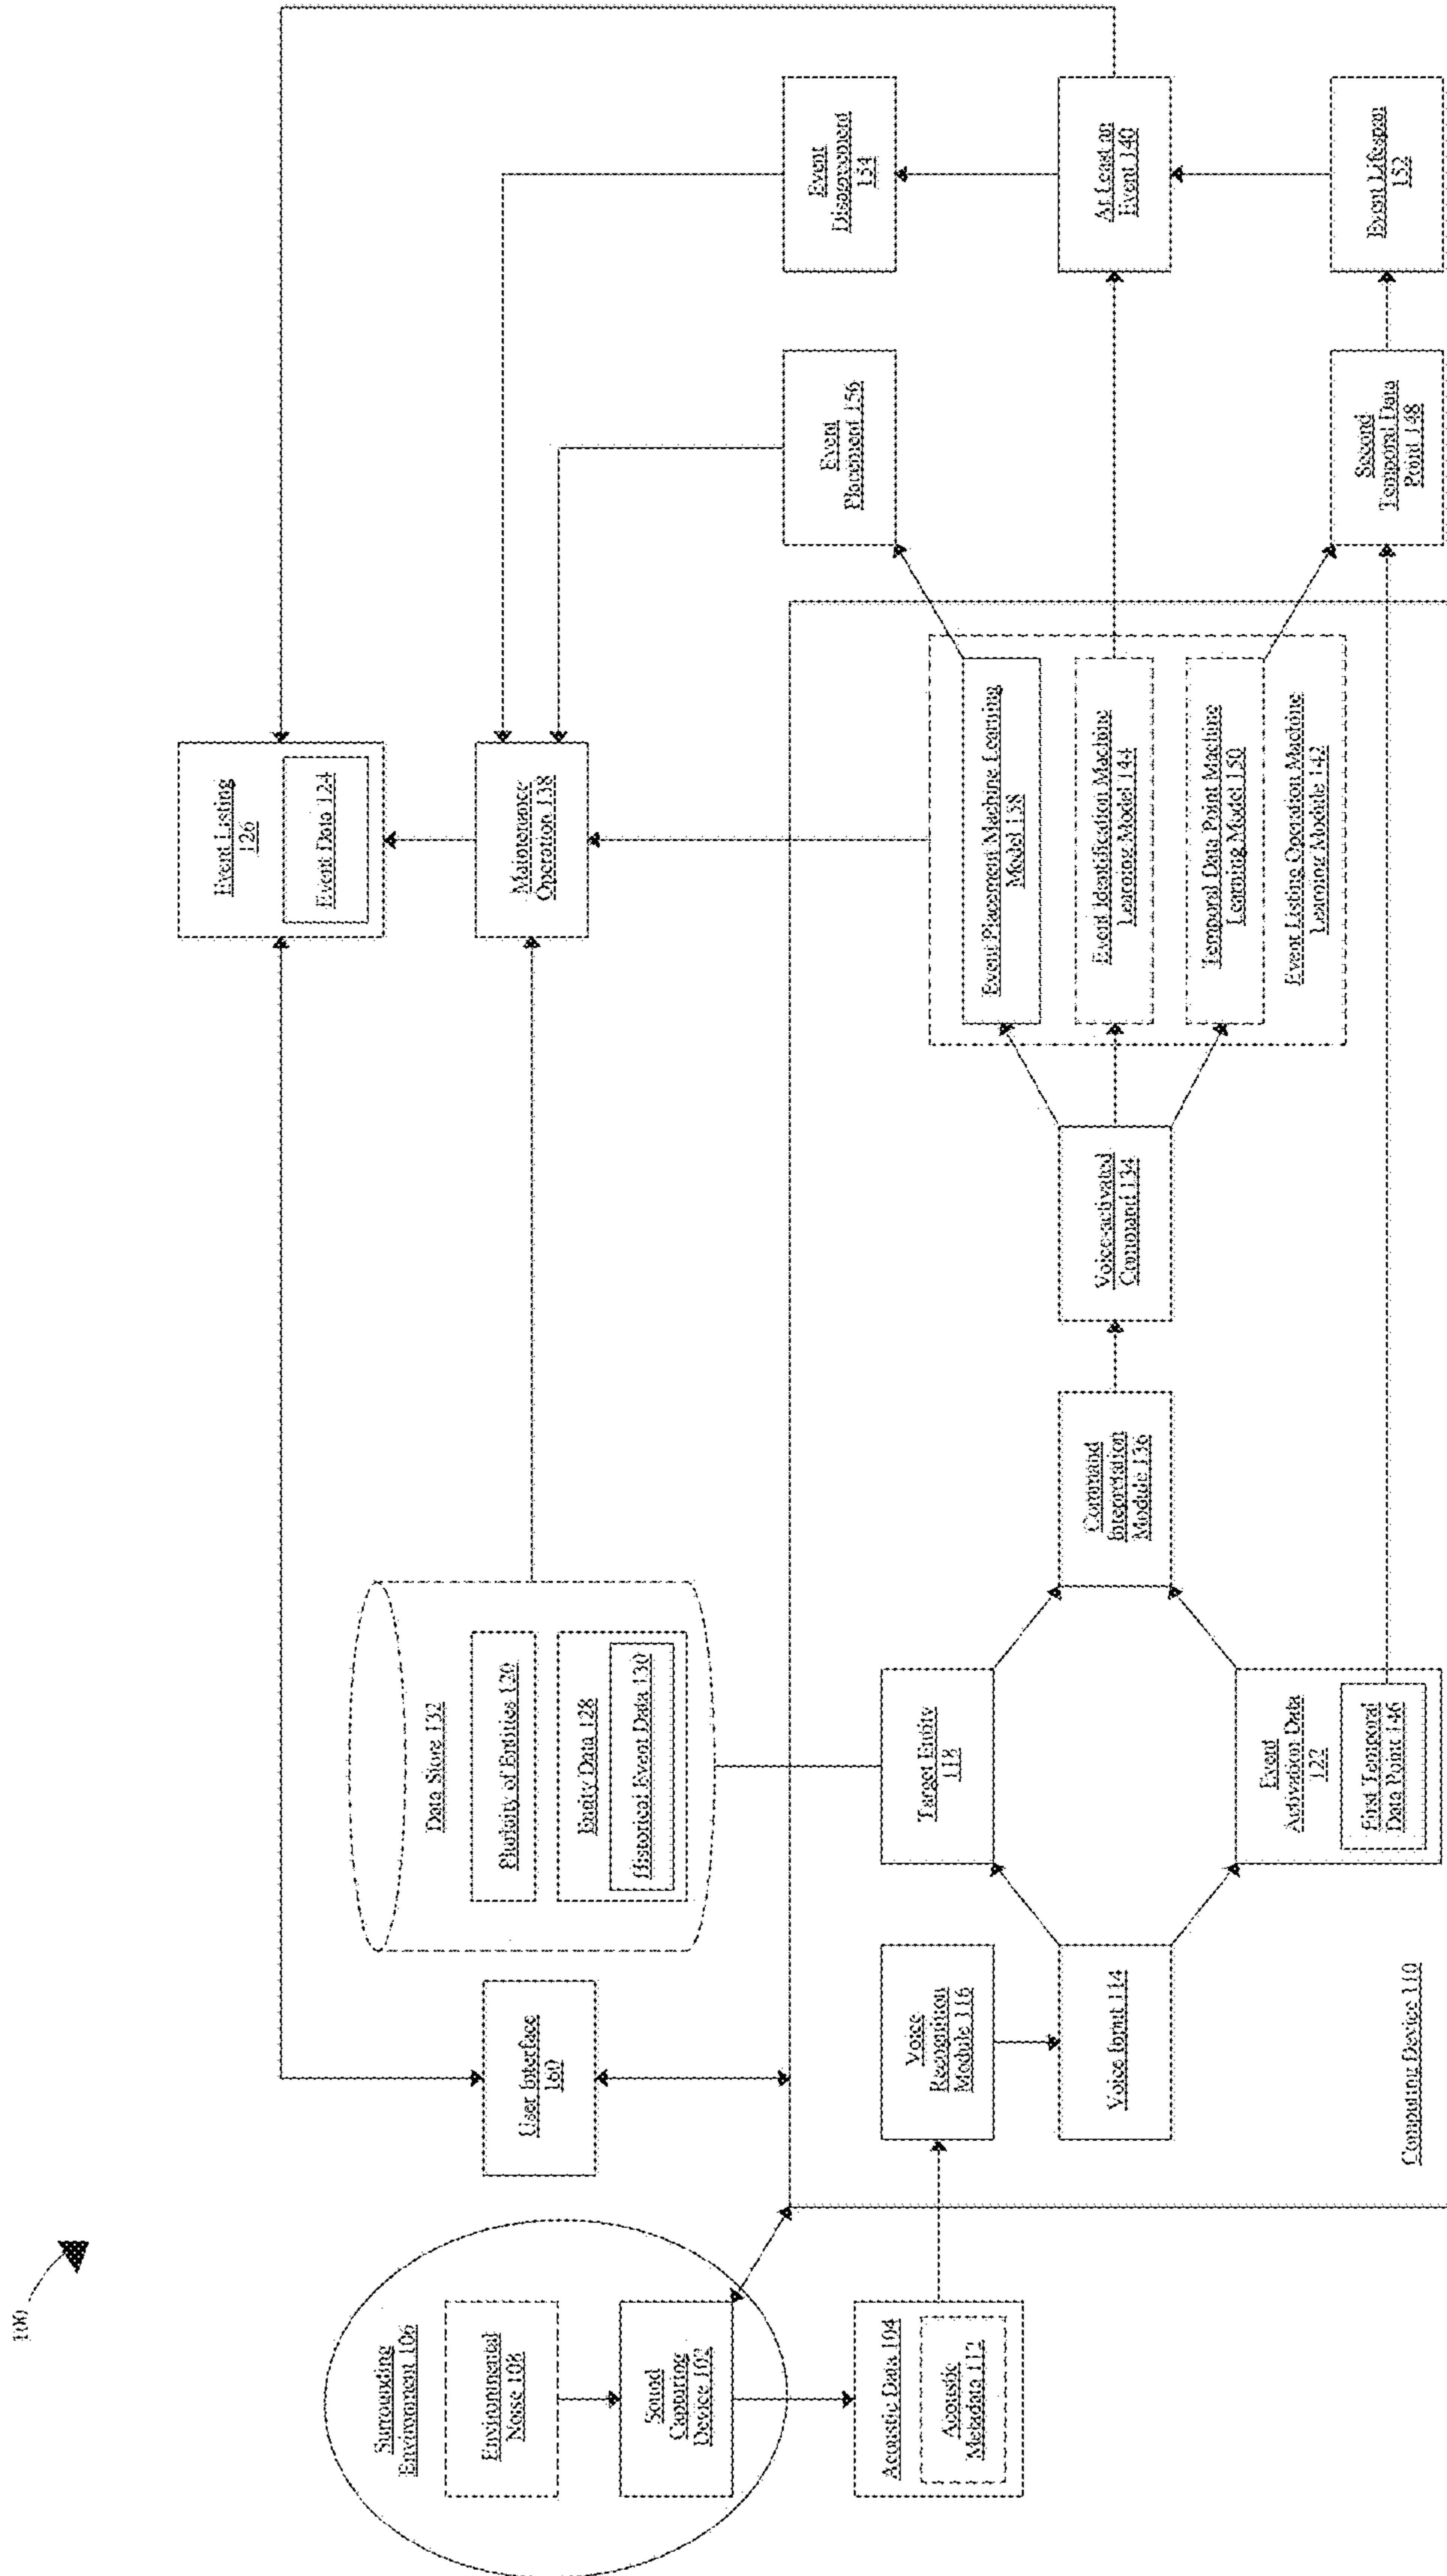 100
Surrounding
Environment 106
Environmental
Noise 108
Sound
Capturing
Device 102
Acoustic Data 104
Acoustic
Metadata 112
User Interface
160
Voice
Recognition
Module 116
Voice Input 114
Computing Device 110
Data Store 132
Plurality of Entities 120
Entity Data 128
Historical Event Data 130
Target Entity
118
Event
Activation Data
122
First Temporal
Data Point 146
Command
Interpretation
Module 136
Voice-activated
Command 134
Event Listing
126
Event Data 124
Maintenance
Operation 138
Event Placement Machine Learning
Model 158
Event Identification Machine
Learning Model 144
Temporal Data Point Machine
Learning Model 150
Event Listing Operation Machine
Learning Module 142
Event
Placement 156
Second
Temporal Data
Point 148
Event
154
At Least an
Event 140
Event Lifespan
152